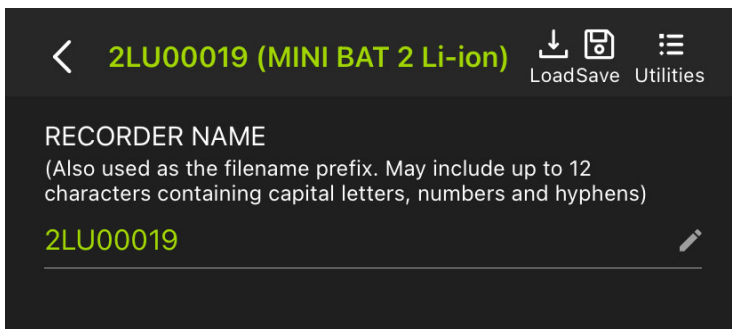 2LU00019 (MINI BAT 2 Li-ion)
Load Save Utilities
RECORDER NAME
(Also used as the filename prefix. May include up to 12
characters containing capital letters, numbers and hyphens)
2LU00019